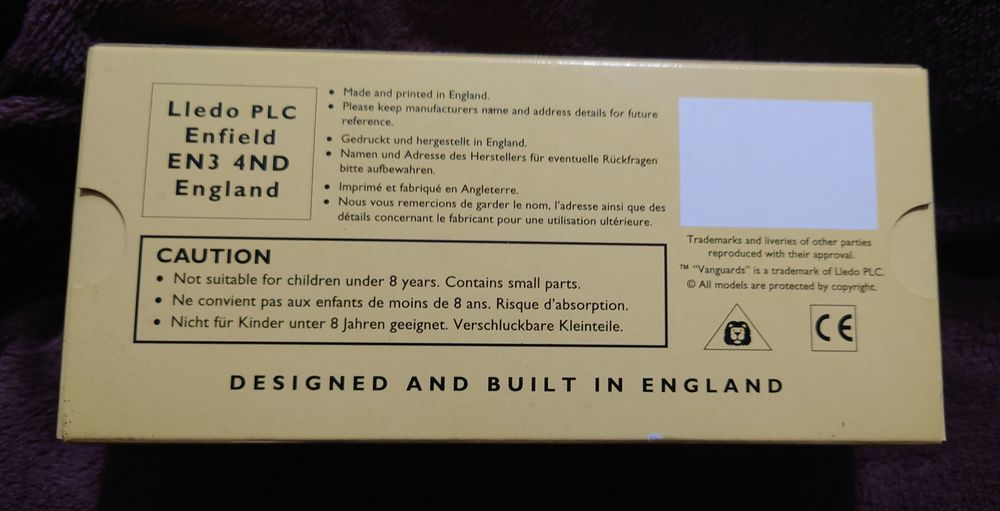 Lledo PLC
Enfield
EN3 4ND
England
• Made and printed in England.
• Please keep manufacturers name and address details for future
reference.
• Gedruckt und hergestellt in England.
• Namen und Adresse des Herstellers für eventuelle Rückfragen
bitte aufbewahren.
• Imprimé et fabriqué en Angleterre.
• Nous vous remercions de garder le nom, l'adresse ainsi que des
détails concernant le fabricant pour une utilisation ultérieure.
Trademarks and liveries of other parties
reproduced with their approval.
™ "Vanguards" is a trademark of Lledo PLC.
© All models are protected by copyright.
CAUTION
• Not suitable for children under 8 years. Contains small parts.
• Ne convient pas aux enfants de moins de 8 ans. Risque d'absorption.
• Nicht für Kinder unter 8 Jahren geeignet. Verschluckbare Kleinteile.
CE
DESIGNED AND BUILT IN ENGLAND